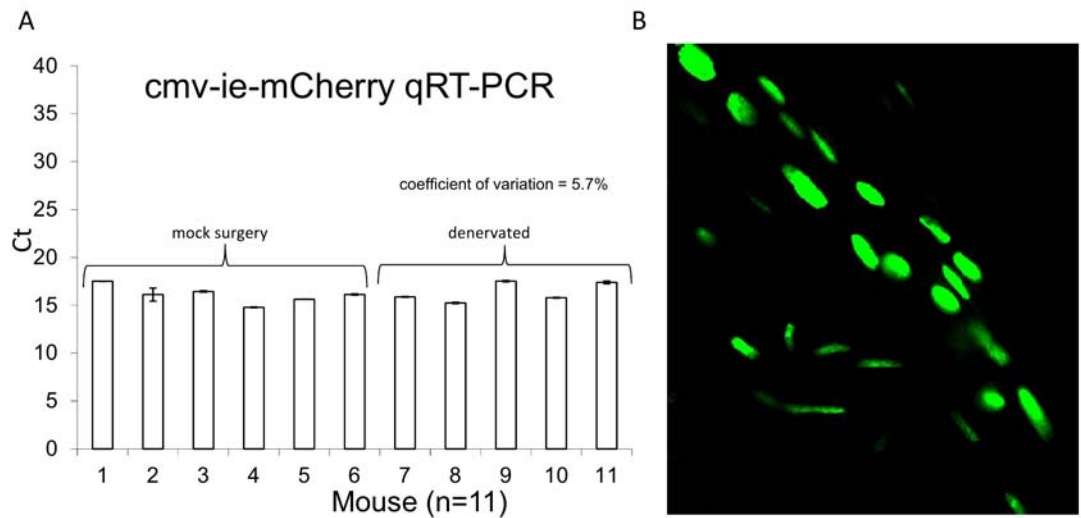 A
B
cmv-ie-mCherry qRT-PCR
coefficient of variation = 5.7%
mock surgery
denervated
Ct
40
35
30
25
20
15
10
5
0
1 2 3 4 5 6 7 8 9 10 11
Mouse (n=11)